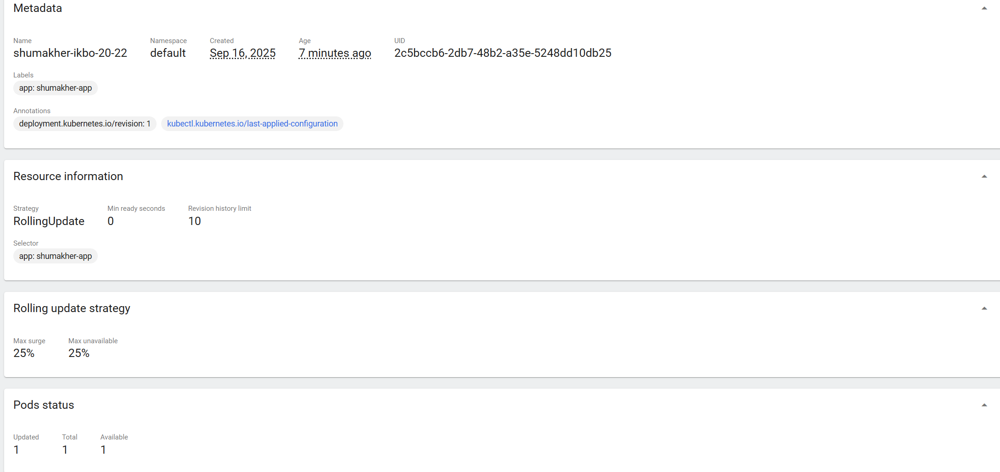 Metadata
Name Namespace Created Age UID
shumakher-ikbo-20-22 default Sep 16, 2025 7 minutes ago 2c5bccb6-2db7-48b2-a35e-5248dd10db25
Labels
app: shumakher-app
Annotations
deployment.kubernetes.io/revision: 1 kubectl.kubernetes.io/last-applied-configuration
Resource information
Strategy Min ready seconds Revision history limit
RollingUpdate 0 10
Selector
app: shumakher-app
Rolling update strategy
Max surge Max unavailable
25% 25%
Pods status
Updated Total Available
1 1 1